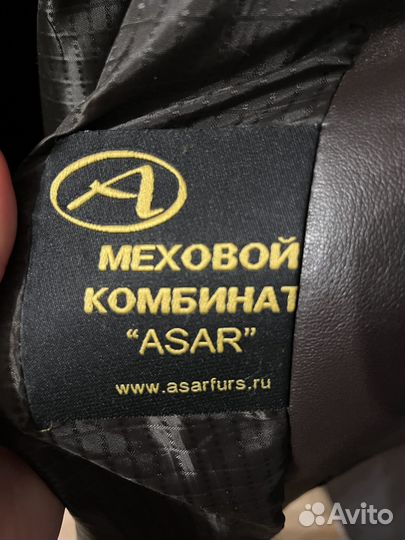 A
МЕХОВОЙ
КОМБИНАТ
“ASAR”
www.asarfurs.ru
Avito